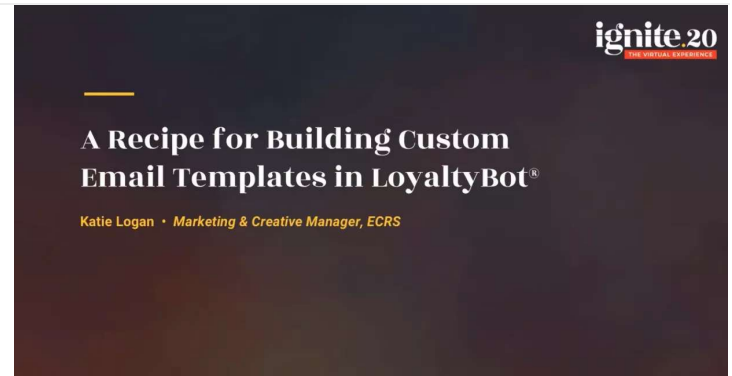 ignite.20
THE VIRTUAL EXPERIENCE
A Recipe for Building Custom
Email Templates in LoyaltyBot®
Katie Logan • Marketing & Creative Manager, ECRS